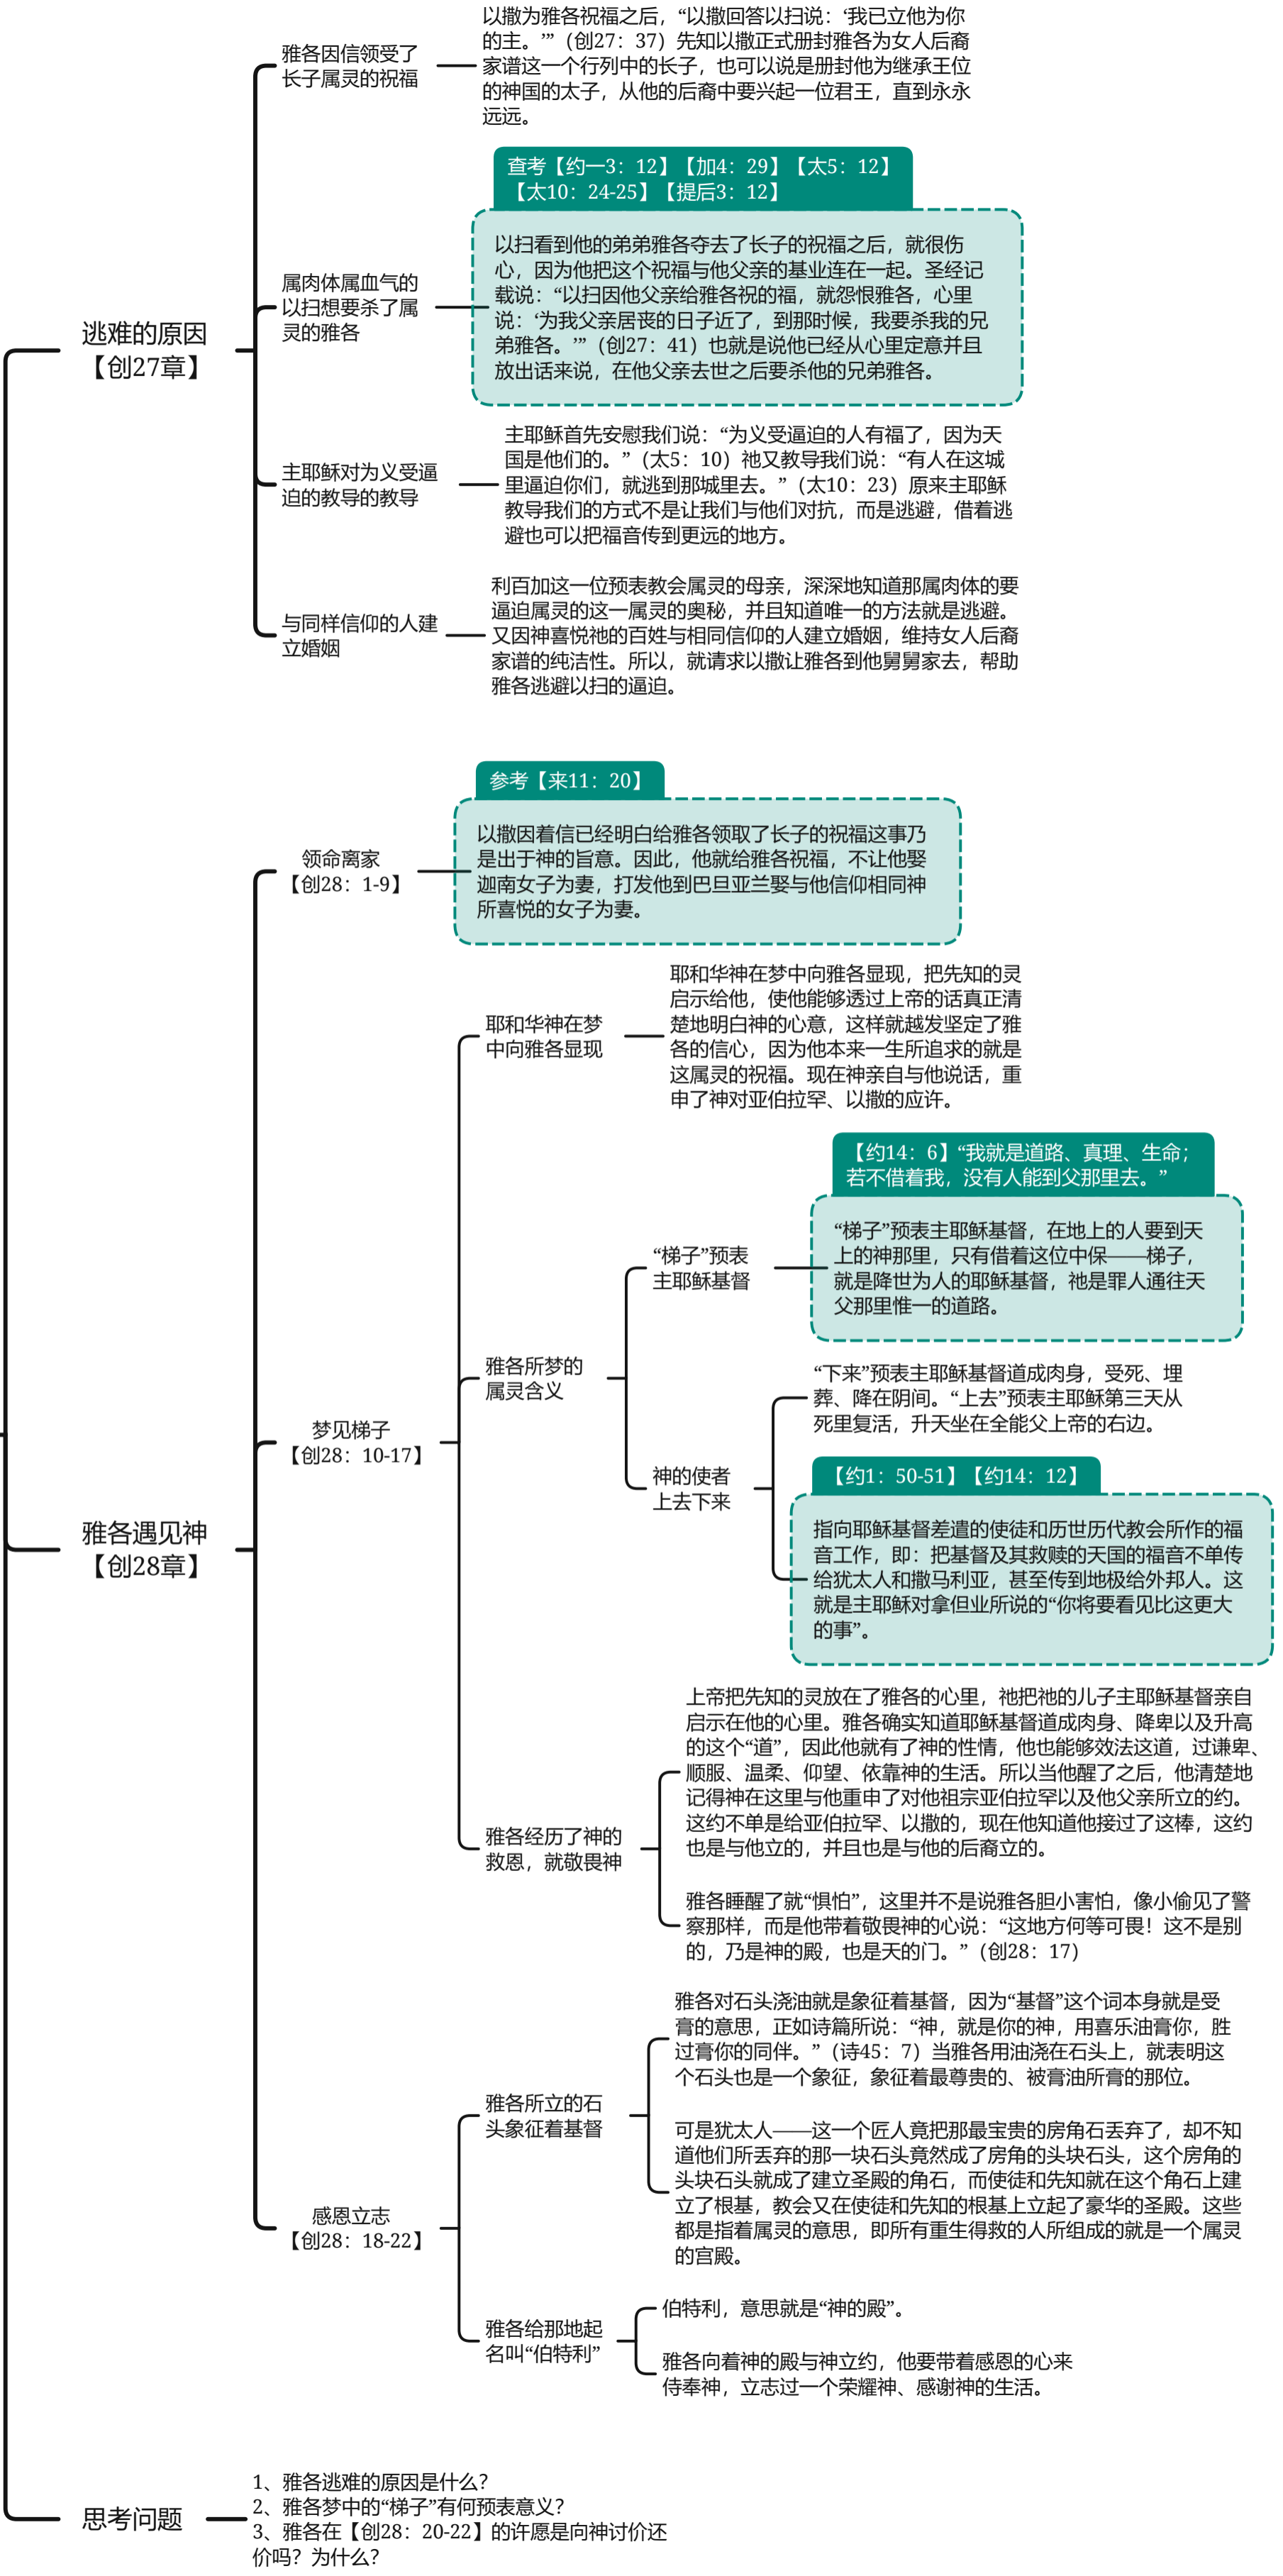 逃难的原因
【创27章】
雅各因信领受了
长子属灵的祝福
以撒为雅各祝福之后，“以撒回答以扫说：‘我已立他为你
的主。’”（创27：37）先知以撒正式册封雅各为女人后裔
家谱这一个行列中的长子，也可以说是册封他为继承王位
的神国的太子，从他的后裔中要兴起一位君王，直到永永
远远。
属肉体属血气的
以扫想要杀了属
灵的雅各
查考【约一3：12】【加4：29】【太5：12】
【太10：24-25】【提后3：12】
以扫看到他的弟弟雅各夺去了长子的祝福之后，就很伤
心，因为他把这个祝福与他父亲的基业连在一起。圣经记
载说：“以扫因他父亲给雅各祝的福，就怨恨雅各，心里
说：‘为我父亲居丧的日子近了，到那时候，我要杀我的兄
弟雅各。’”（创27：41）也就是说他已经从心里定意并且
放出话来说，在他父亲去世之后要杀他的兄弟雅各。
主耶稣对为义受逼
迫的教导的教导
主耶稣首先安慰我们说：“为义受逼迫的人有福了，因为天
国是他们的。”（太5：10）祂又教导我们说：“有人在这城
里逼迫你们，就逃到那城里去。”（太10：23）原来主耶稣
教导我们的方式不是让我们与他们对抗，而是逃避，借着逃
避也可以把福音传到更远的地方。
与同样信仰的人建
立婚姻
利百加这一位预表教会属灵的母亲，深深地知道那属肉体的要
逼迫属灵的这一属灵的奥秘，并且知道唯一的方法就是逃避。
又因神喜悦祂的百姓与相同信仰的人建立婚姻，维持女人后裔
家谱的纯洁性。所以，就请求以撒让雅各到他舅舅家去，帮助
雅各逃避以扫的逼迫。
雅各遇见神
【创28章】
领命离家
【创28：1-9】
参考【来11：20】
以撒因着信已经明白给雅各领取了长子的祝福这事乃
是出于神的旨意。因此，他就给雅各祝福，不让他娶
迦南女子为妻，打发他到巴旦亚兰娶与他信仰相同神
所喜悦的女子为妻。
梦见梯子
【创28：10-17】
耶和华神在梦
中向雅各显现
耶和华神在梦中向雅各显现，把先知的灵
启示给他，使他能够透过上帝的话真正清
楚地明白神的心意，这样就越发坚定了雅
各的信心，因为他本来一生所追求的就是
这属灵的祝福。现在神亲自与他说话，重
申了神对亚伯拉罕、以撒的应许。
雅各所梦的
属灵含义
“梯子”预表
主耶稣基督
【约14：6】“我就是道路、真理、生命；
若不借着我，没有人能到父那里去。”
“梯子”预表主耶稣基督，在地上的人要到天
上的神那里，只有借着这位中保——梯子，
就是降世为人的耶稣基督，祂是罪人通往天
父那里惟一的道路。
神的使者
上去下来
“下来”预表主耶稣基督道成肉身，受死、埋
葬、降在阴间。“上去”预表主耶稣第三天从
死里复活，升天坐在全能父上帝的右边。
【约1：50-51】【约14：12】
指向耶稣基督差遣的使徒和历世历代教会所作的福
音工作，即：把基督及其救赎的天国的福音不单传
给犹太人和撒马利亚，甚至传到地极给外邦人。这
就是主耶稣对拿但业所说的“你将要看见比这更大
的事”。
雅各经历了神的
救恩，就敬畏神
上帝把先知的灵放在了雅各的心里，祂把祂的儿子主耶稣基督亲自
启示在他的心里。雅各确实知道耶稣基督道成肉身、降卑以及升高
的这个“道”，因此他就有了神的性情，他也能够效法这道，过谦卑、
顺服、温柔、仰望、依靠神的生活。所以当他醒了之后，他清楚地
记得神在这里与他重申了对他祖宗亚伯拉罕以及他父亲所立的约。
这约不单是给亚伯拉罕、以撒的，现在他知道他接过了这棒，这约
也是与他立的，并且也是与他的后裔立的。
雅各睡醒了就“惧怕”，这里并不是说雅各胆小害怕，像小偷见了警
察那样，而是他带着敬畏神的心说：“这地方何等可畏！这不是别
的，乃是神的殿，也是天的门。”（创28：17）
感恩立志
【创28：18-22】
雅各所立的石
头象征着基督
雅各对石头浇油就是象征着基督，因为“基督”这个词本身就是受
膏的意思，正如诗篇所说：“神，就是你的神，用喜乐油膏你，胜
过膏你的同伴。”（诗45：7）当雅各用油浇在石头上，就表明这
个石头也是一个象征，象征着最尊贵的、被膏油所膏的那位。
可是犹太人——这一个匠人竟把那最宝贵的房角石丢弃了，却不知
道他们所丢弃的那一块石头竟然成了房角的头块石头，这个房角的
头块石头就成了建立圣殿的角石，而使徒和先知就在这个角石上建
立了根基，教会又在使徒和先知的根基上立起了豪华的圣殿。这些
都是指着属灵的意思，即所有重生得救的人所组成的就是一个属灵
的宫殿。
雅各给那地起
名叫“伯特利”
伯特利，意思就是“神的殿”。
雅各向着神的殿与神立约，他要带着感恩的心来
侍奉神，立志过一个荣耀神、感谢神的生活。
思考问题
1、雅各逃难的原因是什么？
2、雅各梦中的“梯子”有何预表意义？
3、雅各在【创28：20-22】的许愿是向神讨价还
价吗？为什么？